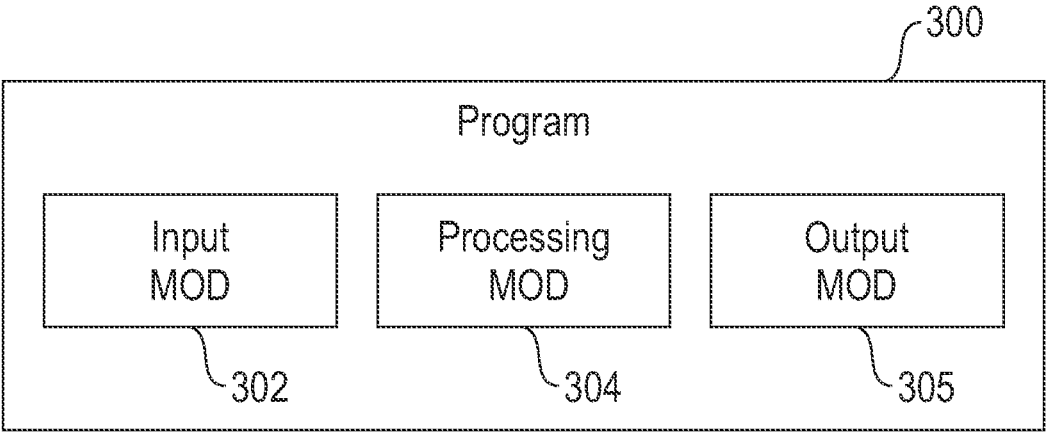 300
Program
Input
MOD
Processing
MOD
Output
MOD
302
304
305